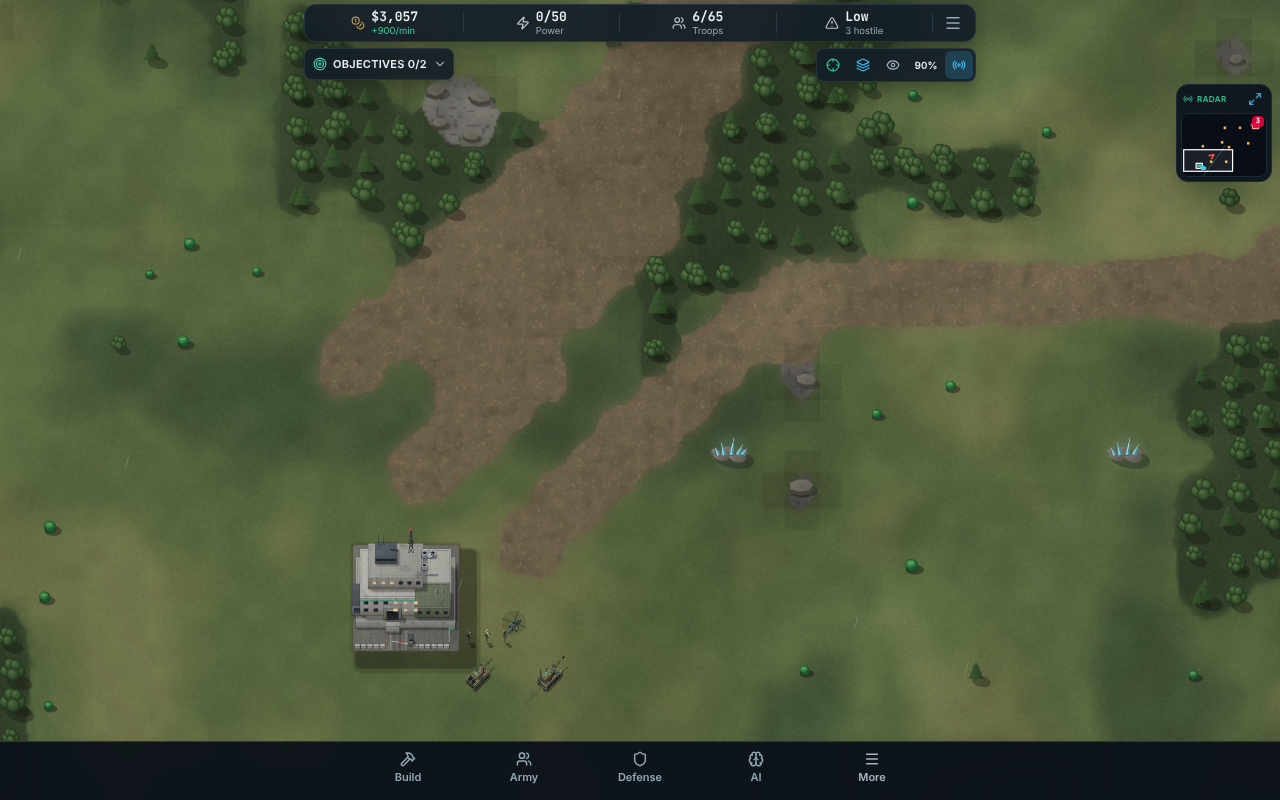 $3,057
+900/min
0/50
Power
6/65
Troops
Low
3 hostile
OBJECTIVES 0/2
90%
RADAR
3
Build
Army
Defense
AI
More